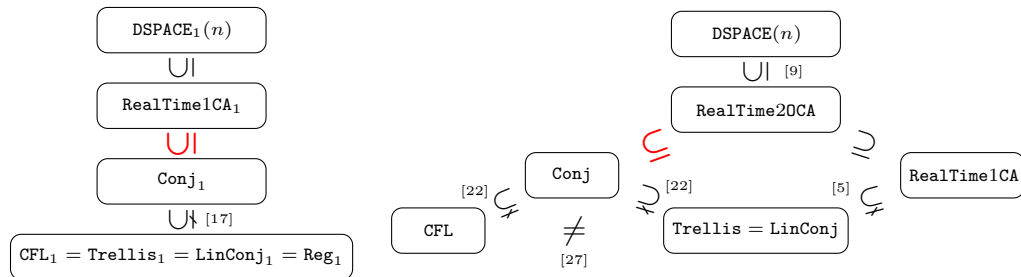 DSPACE₁(n)
∪|
RealTime1CA₁
∪|
Conj₁
∪∤ [17]
CFL₁ = Trellis₁ = LinConj₁ = Reg₁
DSPACE(n)
∪| [9]
RealTime2OCA
∪| ∪|
Conj
RealTime1CA
[22] ∪∤ ∪∤ [22] [5] ∪∤
CFL ≠ Trellis = LinConj
[27]